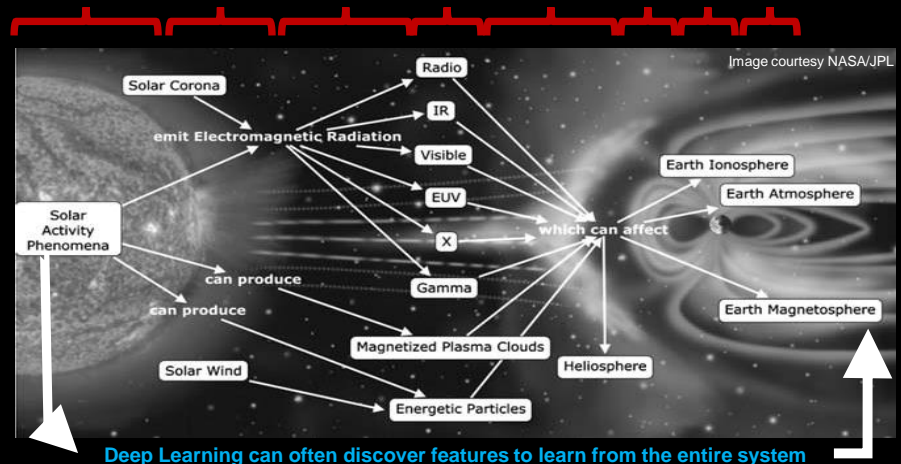 Image courtesy NASA/JPL
Radio
Solar Corona
IR
emit Electromagnetic Radiation
Visible
Earth Ionosphere
EUV
Earth Atmosphere
Solar
Activity
Phenomena
X
which can affect
can produce
Gamma
can produce
Earth Magnetosphere
Magnetized Plasma Clouds
Solar Wind
Heliosphere
Energetic Particles
Deep Learning can often discover features to learn from the entire system